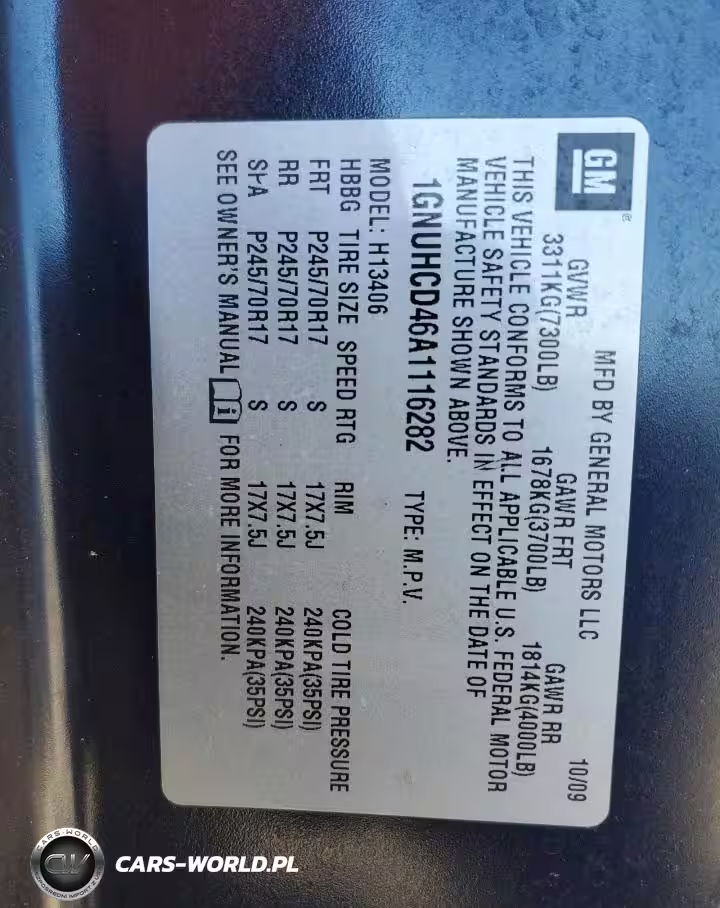 GM®
MFD BY GENERAL MOTORS LLC 10/09
GVWR GAWR FRT GAWR RR
3311KG(7300LB) 1678KG(3700LB) 1814KG(4000LB)
THIS VEHICLE CONFORMS TO ALL APPLICABLE U.S. FEDERAL MOTOR
VEHICLE SAFETY STANDARDS IN EFFECT ON THE DATE OF
MANUFACTURE SHOWN ABOVE.
1GNUHCD46A1116282 TYPE: M.P.V.
MODEL: H13406
HBBG TIRE SIZE SPEED RTG RIM COLD TIRE PRESSURE
FRT P245/70R17 S 17X7.5J 240KPA(35PSI)
RR P245/70R17 S 17X7.5J 240KPA(35PSI)
SPA P245/70R17 S 17X7.5J 240KPA(35PSI)
SEE OWNER'S MANUAL FOR MORE INFORMATION.
CARS-WORLD
CW
CARS-WORLD.PL